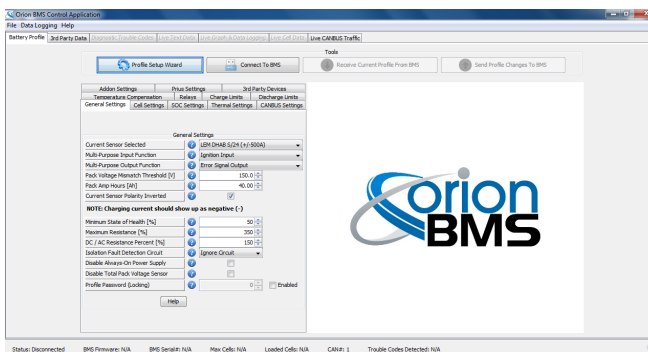 Orion BMS Control Application
File Data Logging Help
Battery Profile 3rd Party Data Diagnostic Trouble Codes Live Text Data Live Graph & Data Logging Live Cell Data Live CANBUS Traffic
Tools
Profile Setup Wizard Connect To BMS Receive Current Profile From BMS Send Profile Changes To BMS
Addon Settings Prius Settings 3rd Party Devices
Temperature Compensation Relays Charge Limits Discharge Limits
General Settings Cell Settings SOC Settings Thermal Settings CANBUS Settings
General Settings
Current Sensor Selected ? LEM DHAB S/24 (+/-500A)
Multi-Purpose Input Function ? Ignition Input
Multi-Purpose Output Function ? Error Signal Output
Pack Voltage Mismatch Threshold [V] ? 150.0
Pack Amp Hours [Ah] ? 40.00
Current Sensor Polarity Inverted ?
NOTE: Charging current should show up as negative (-)
Minimum State of Health [%] ? 50
Maximum Resistance [%] ? 350
DC / AC Resistance Percent [%] ? 150
Isolation Fault Detection Circuit ? Ignore Circuit
Disable Always-On Power Supply ?
Disable Total Pack Voltage Sensor ?
Profile Password (Locking) ? 0 Enabled
Help
orion
BMS
Status: Disconnected BMS Firmware: N/A BMS Serial#: N/A Max Cells: N/A Loaded Cells: N/A CAN#: 1 Trouble Codes Detected: N/A